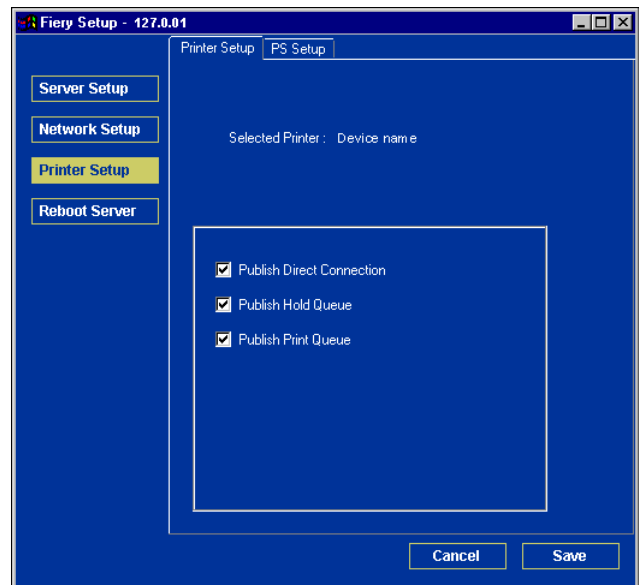 Fiery Setup - 127.0.01
Printer Setup
PS Setup
Server Setup
Network Setup
Printer Setup
Reboot Server
Selected Printer : Device name
Publish Direct Connection
Publish Hold Queue
Publish Print Queue
Cancel
Save